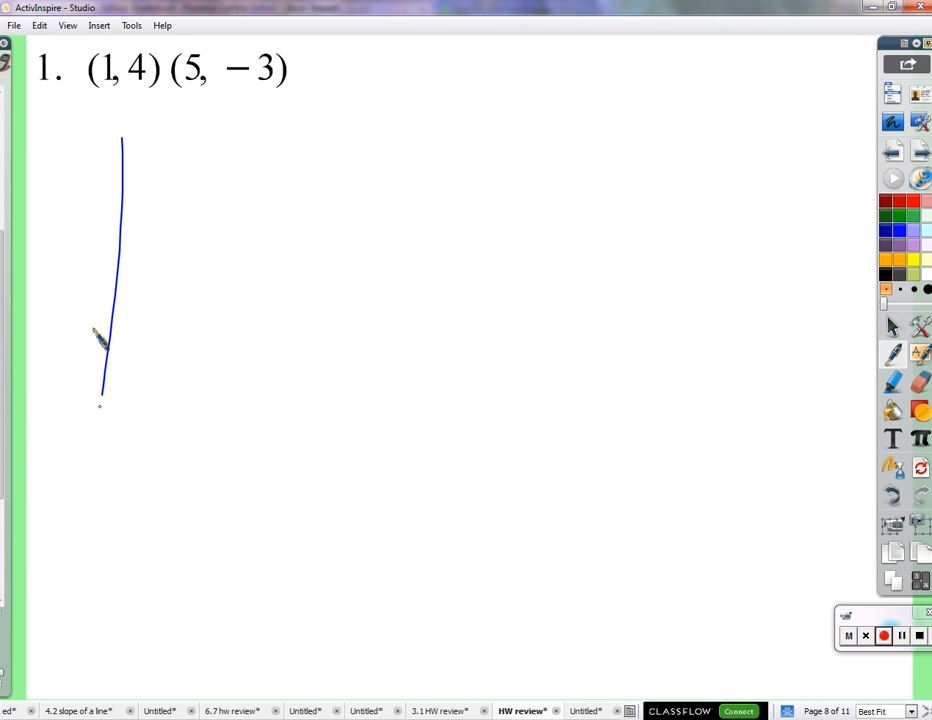 ActivInspire - Studio
File Edit View Insert Tools Help
1. (1, 4) (5, − 3)
M
ed* 4.2 slope of a line* Untitled* 6.7 hw review* Untitled* Untitled* 3.1 HW review* HW review* Untitled* CLASSFLOW Connect Page 8 of 11 Best Fit